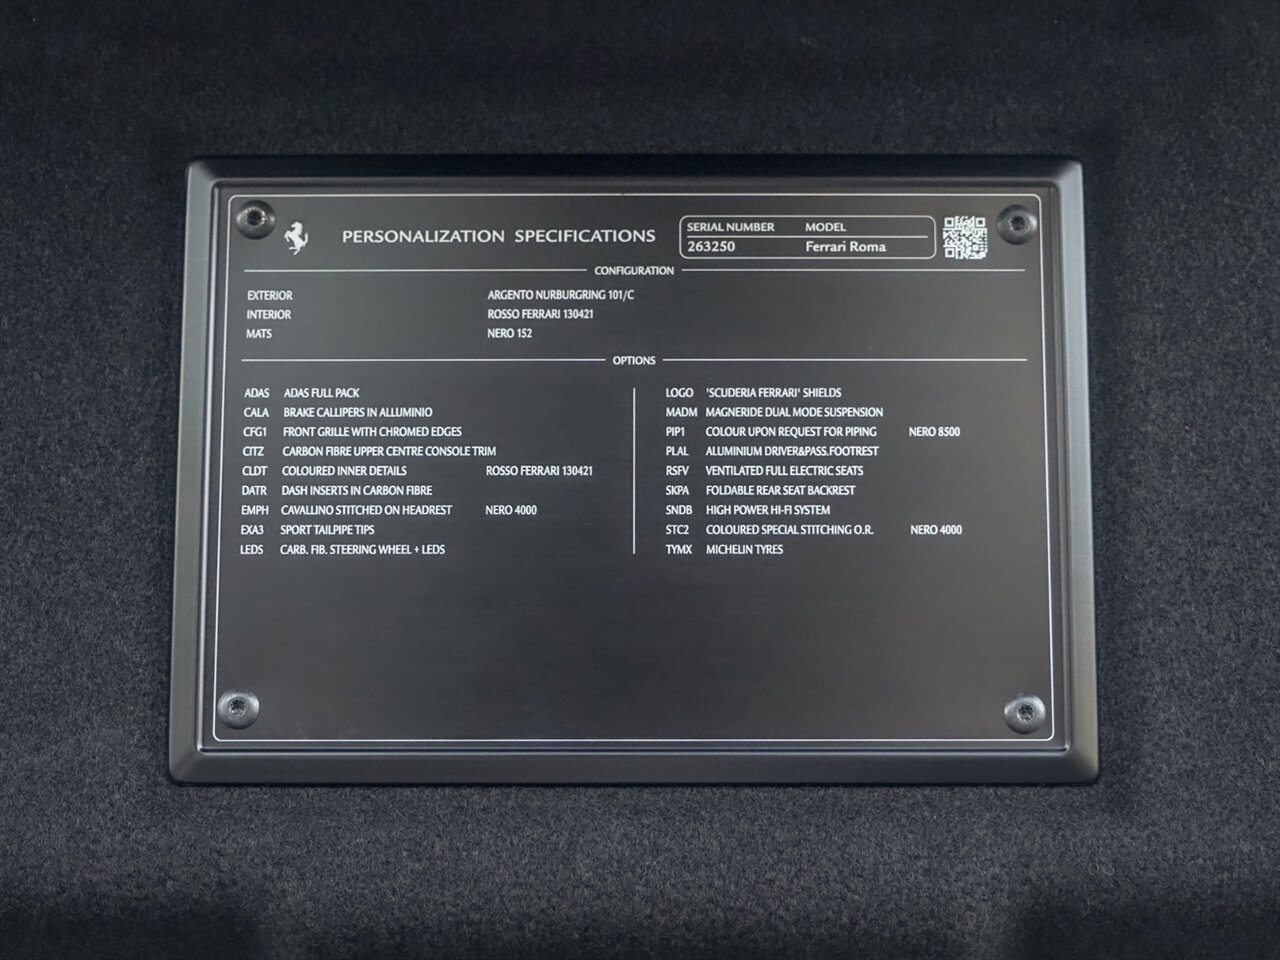 PERSONALIZATION SPECIFICATIONS
SERIAL NUMBER MODEL
263250 Ferrari Roma
CONFIGURATION
EXTERIOR ARGENTO NURBURGRING 101/C
INTERIOR ROSSO FERRARI 130421
MATS NERO 152
OPTIONS
ADAS ADAS FULL PACK
CALA BRAKE CALLIPERS IN ALLUMINIO
CFG1 FRONT GRILLE WITH CHROMED EDGES
CITZ CARBON FIBRE UPPER CENTRE CONSOLE TRIM
CLDT COLOURED INNER DETAILS ROSSO FERRARI 130421
DATR DASH INSERTS IN CARBON FIBRE
EMPH CAVALLINO STITCHED ON HEADREST NERO 4000
EXA3 SPORT TAILPIPE TIPS
LEDS CARB. FIB. STEERING WHEEL + LEDS
LOGO 'SCUDERIA FERRARI' SHIELDS
MADM MAGNERIDE DUAL MODE SUSPENSION
PIP1 COLOUR UPON REQUEST FOR PIPING NERO 8500
PLAL ALUMINIUM DRIVER&PASS.FOOTREST
RSFV VENTILATED FULL ELECTRIC SEATS
SKPA FOLDABLE REAR SEAT BACKREST
SNDB HIGH POWER HI-FI SYSTEM
STC2 COLOURED SPECIAL STITCHING O.R. NERO 4000
TYMX MICHELIN TYRES